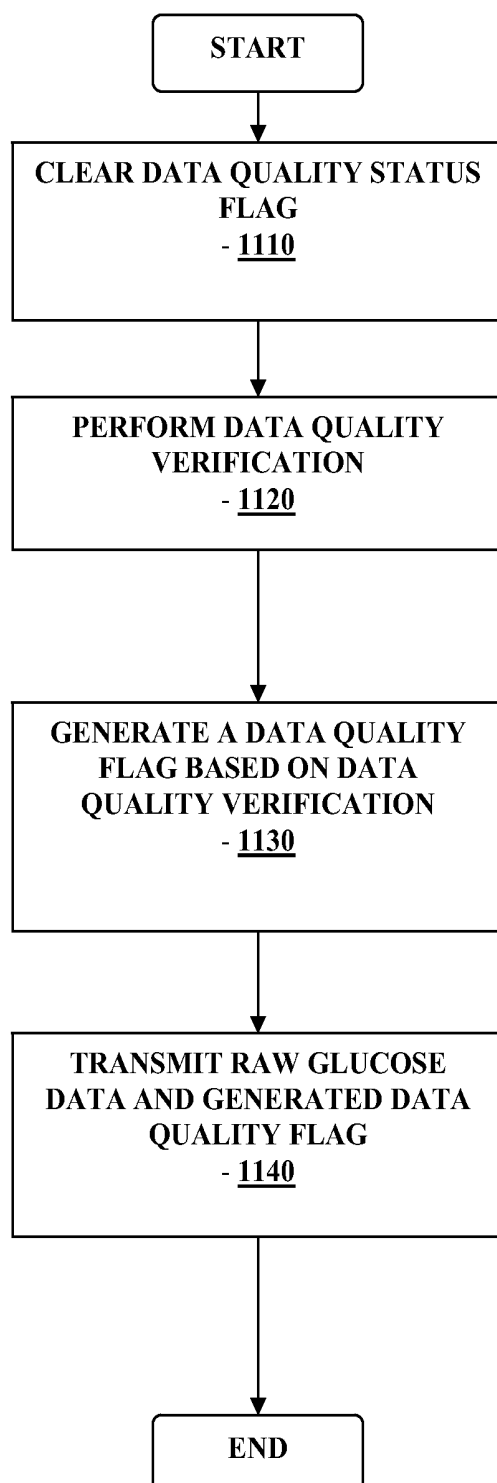 START
CLEAR DATA QUALITY STATUS
FLAG
- 1110
PERFORM DATA QUALITY
VERIFICATION
- 1120
GENERATE A DATA QUALITY
FLAG BASED ON DATA
QUALITY VERIFICATION
- 1130
TRANSMIT RAW GLUCOSE
DATA AND GENERATED DATA
QUALITY FLAG
- 1140
END